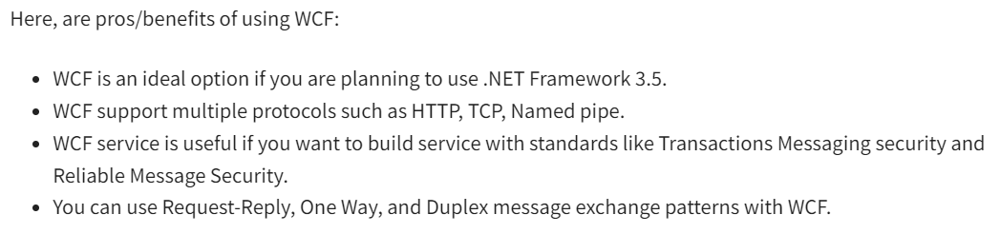 Here, are pros/benefits of using WCF:
• WCF is an ideal option if you are planning to use .NET Framework 3.5.
• WCF support multiple protocols such as HTTP, TCP, Named pipe.
• WCF service is useful if you want to build service with standards like Transactions Messaging security and
Reliable Message Security.
• You can use Request-Reply, One Way, and Duplex message exchange patterns with WCF.